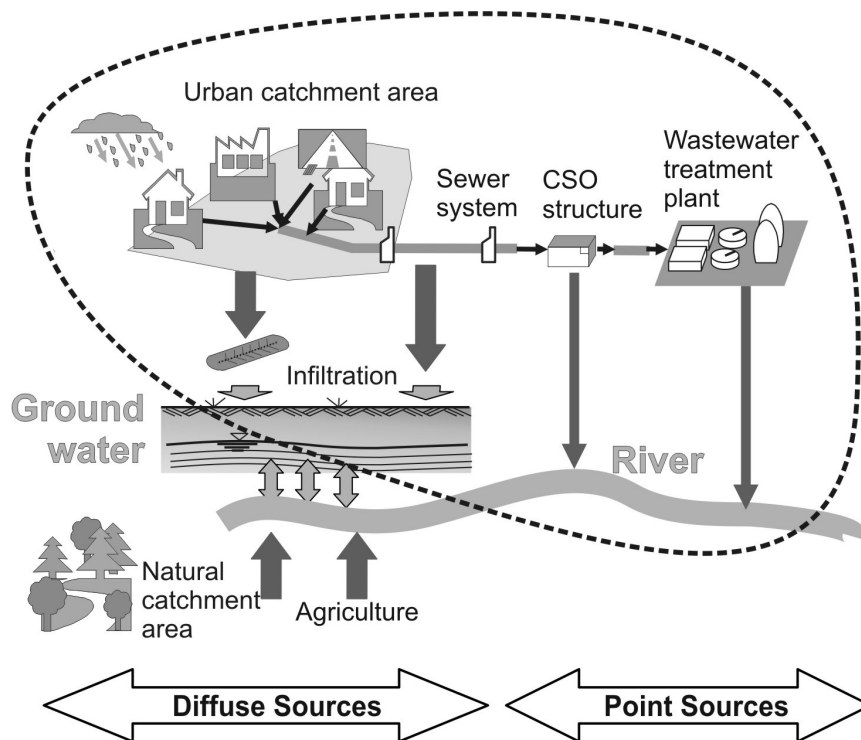 Urban catchment area
Wastewater
treatment
plant
Sewer
system
CSO
structure
Infiltration
Ground
water
River
Natural
catchment
area
Agriculture
Diffuse Sources
Point Sources